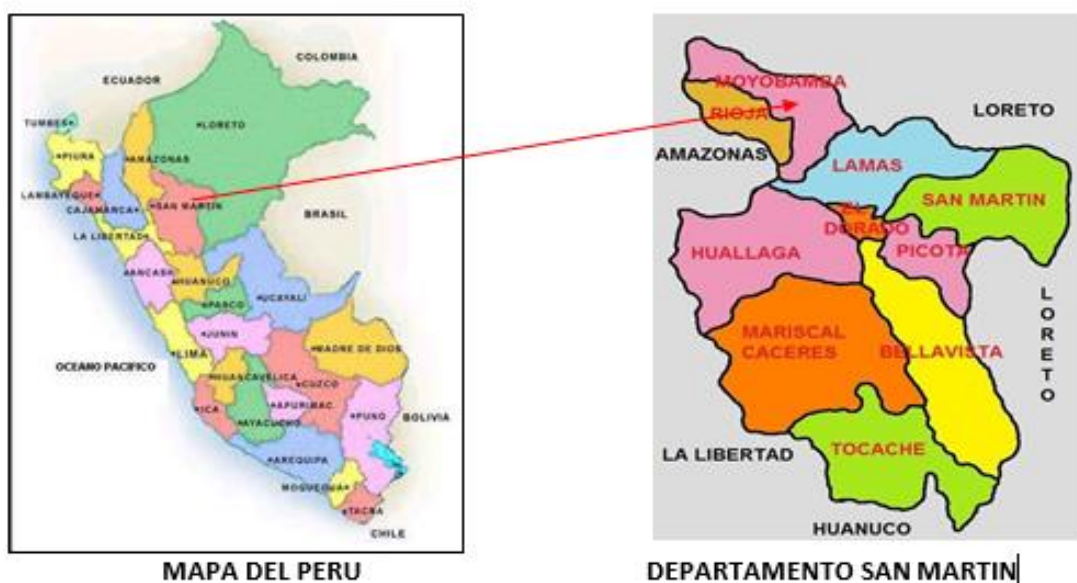 COLOMBIA
ECUADOR
TUMBES
LORETO
PIURA
AMAZONAS
LAMBAYEQUE
CAJAMARCA
SAN MARTIN
BRASIL
LA LIBERTAD
ANCASH
HUANUCO
UCAYALI
PASCO
JUNIN
LIMA
MADRE DE DIOS
OCEANO PACIFICO
HUANCAVELICA
CUZCO
ICA
APURIMAC
PUNO
BOLIVIA
AYACUCHO
AREQUIPA
MOGUEGUA
TACNA
CHILE
MAPA DEL PERU
MOYOBAMBA
RIOJA
LORETO
AMAZONAS
LAMAS
SAN MARTIN
EL
DORADO
HUALLAGA
PICOTA
LORETO
MARISCAL
CACERES
BELLAVISTA
LA LIBERTAD
TOCACHE
HUANUCO
DEPARTAMENTO SAN MARTIN